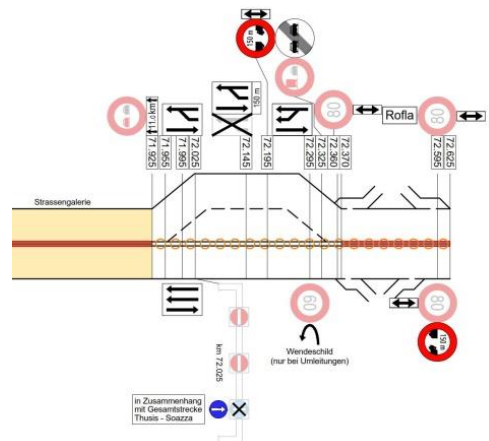 150 m
150 m
11.0 km
80
Rofla
80
71.925
71.955
71.995
72.025
72.145
72.195
72.295
72.325
72.360
72.370
72.595
72.625
Strassengalerie
km 72.025
60
Wendeschild
(nur bei Umleitungen)
80
150 m
in Zusammenhang
mit Gesamtstrecke
Thusis - Soazza